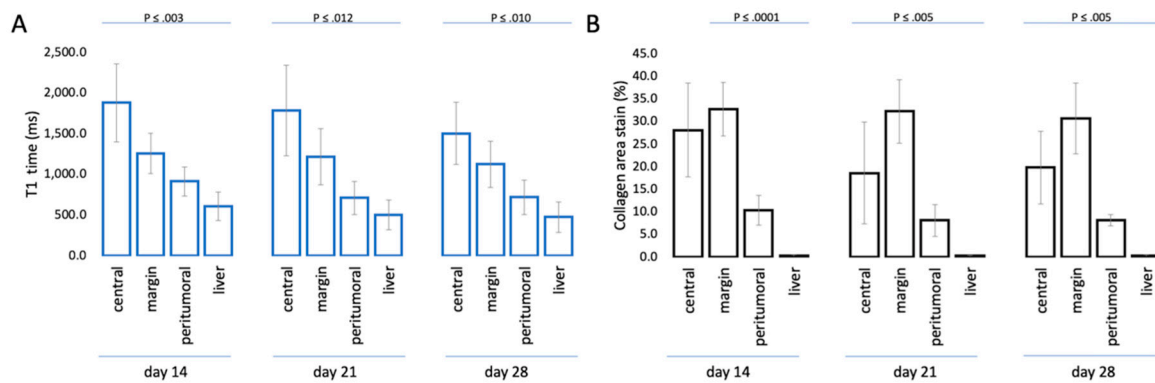 A
P ≤ .003
P ≤ .012
P ≤ .010
T1 time (ms)
2,500.0
2,000.0
1,500.0
1,000.0
500.0
0.0
central
margin
peritumoral
liver
central
margin
peritumoral
liver
central
margin
peritumoral
liver
day 14
day 21
day 28
B
P ≤ .0001
P ≤ .005
P ≤ .005
Collagen area stain (%)
45.0
40.0
35.0
30.0
25.0
20.0
15.0
10.0
5.0
0.0
central
margin
peritumoral
liver
central
margin
peritumoral
liver
central
margin
peritumoral
liver
day 14
day 21
day 28